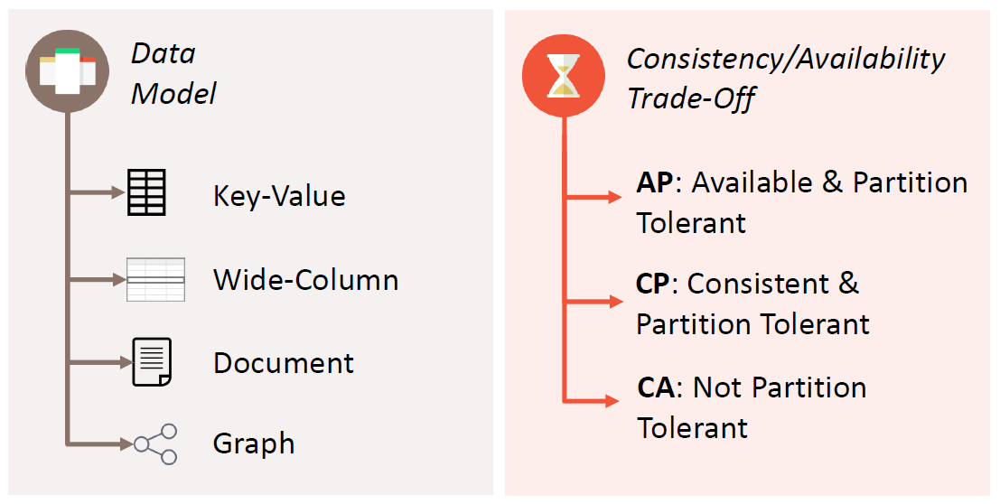 Data
Model
Key-Value
Wide-Column
Document
Graph
Consistency/Availability
Trade-Off
AP: Available & Partition
Tolerant
CP: Consistent &
Partition Tolerant
CA: Not Partition
Tolerant